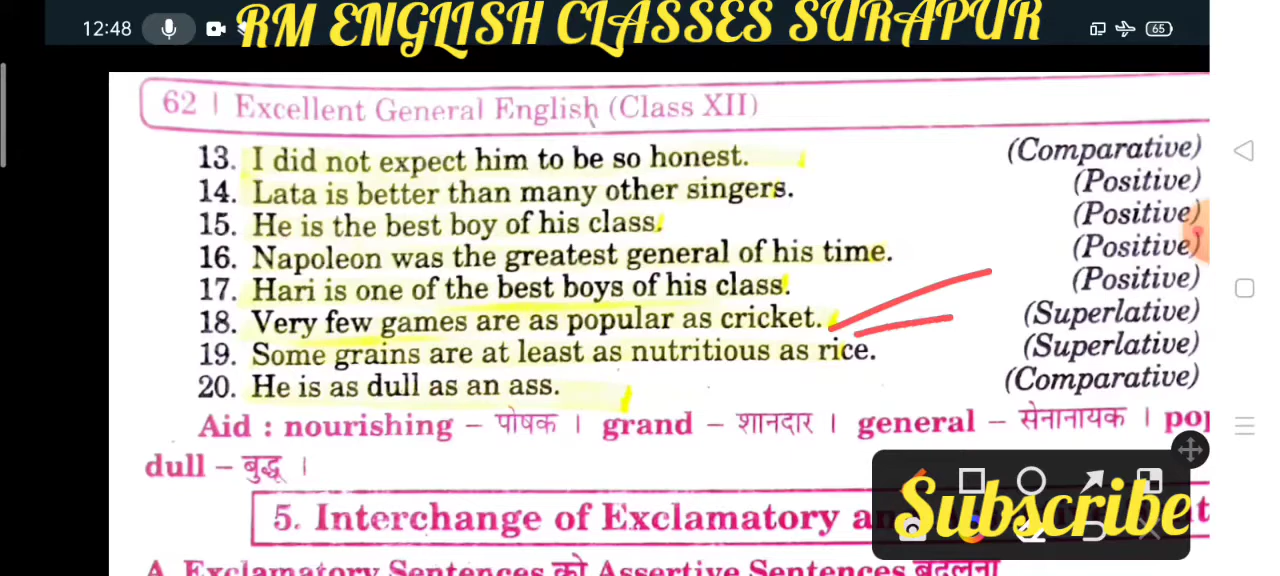 12:48
RM ENGLISH CLASSES SURAPUR
65
62 | Excellent General English (Class XII)
13. I did not expect him to be so honest. (Comparative)
14. Lata is better than many other singers. (Positive)
15. He is the best boy of his class. (Positive)
16. Napoleon was the greatest general of his time. (Positive)
17. Hari is one of the best boys of his class. (Positive)
18. Very few games are as popular as cricket. (Superlative)
19. Some grains are at least as nutritious as rice. (Superlative)
20. He is as dull as an ass. (Comparative)
Aid : nourishing – पोषक । grand – शानदार । general – सेनानायक ।
dull – बुद्धू ।
Subscribe
5. Interchange of Exclamatory
A. Exclamatory Sentences को Assertive Sentences बदलना